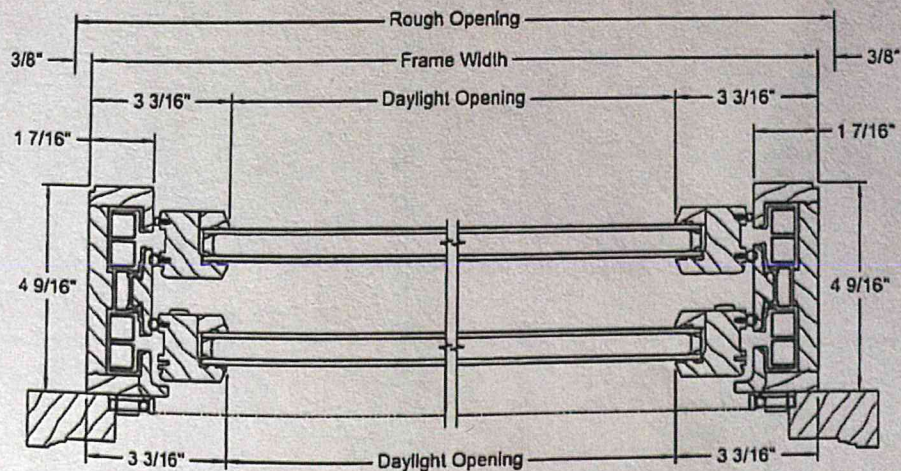 Rough Opening
3/8" Frame Width 3/8"
3 3/16" Daylight Opening 3 3/16"
1 7/16" 1 7/16"
4 9/16" 4 9/16"
3 3/16" Daylight Opening 3 3/16"